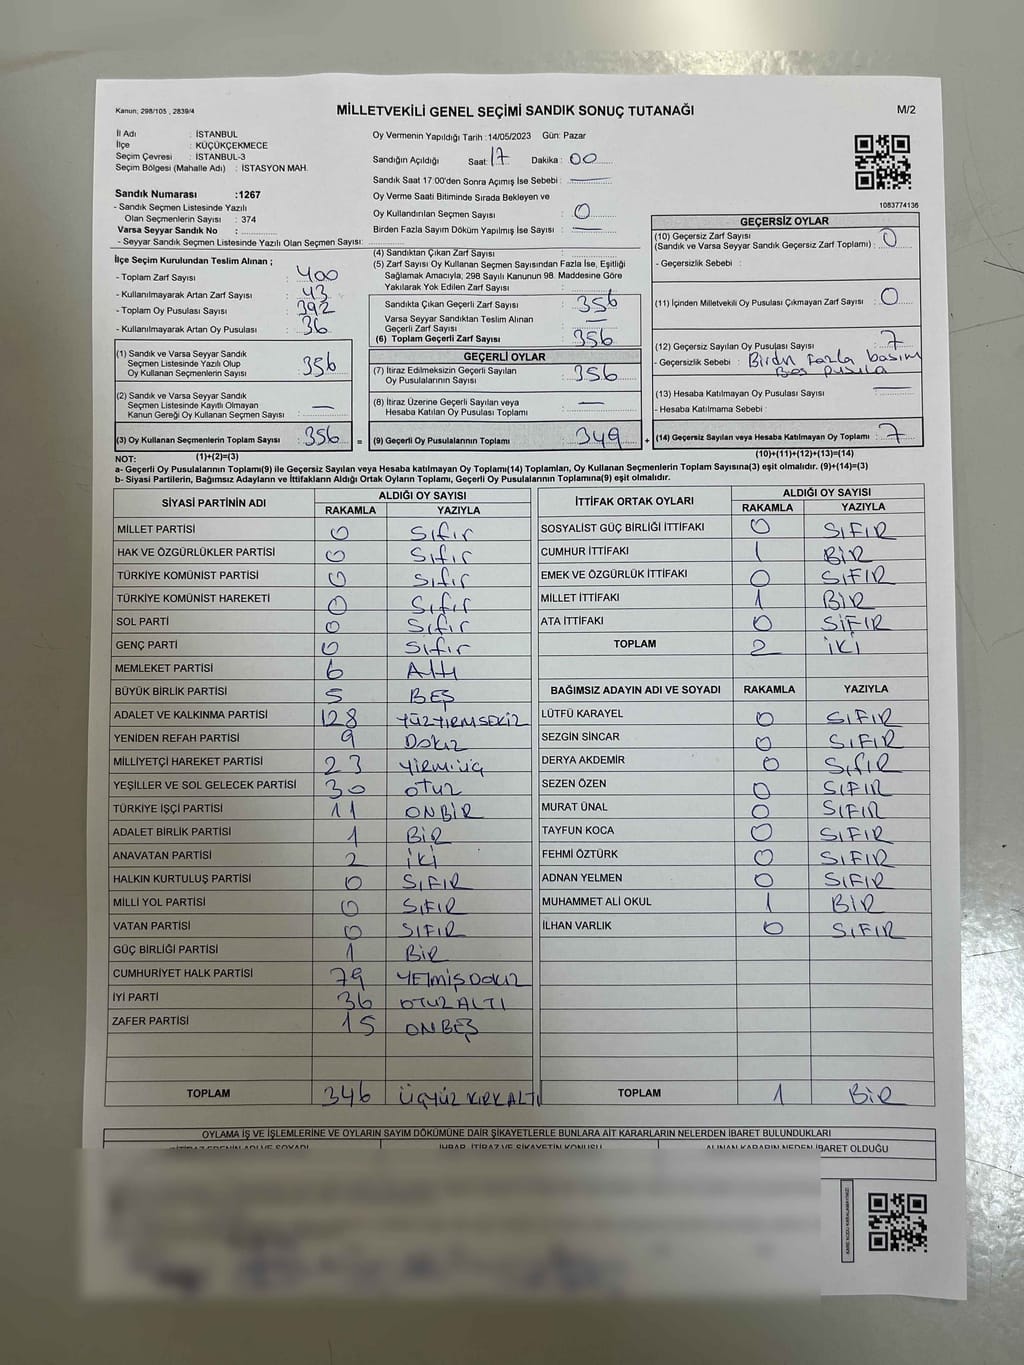 Kanun; 298/105 , 2839/4
MİLLETVEKİLİ GENEL SEÇİMİ SANDIK SONUÇ TUTANAĞI
M/2
İl Adı : İSTANBUL
İlçe : KÜÇÜKÇEKMECE
Seçim Çevresi : İSTANBUL-3
Seçim Bölgesi (Mahalle Adı) : İSTASYON MAH.
Sandık Numarası :1267
- Sandık Seçmen Listesinde Yazılı
Olan Seçmenlerin Sayısı : 374
Varsa Seyyar Sandık No :
- Seyyar Sandık Seçmen Listesinde Yazılı Olan Seçmen Sayısı:
Oy Vermenin Yapıldığı Tarih :14/05/2023 Gün: Pazar
Sandığın Açıldığı Saat: 17 Dakika : 00
Sandık Saat 17:00'den Sonra Açımış İse Sebebi : —
Oy Verme Saati Bitiminde Sırada Bekleyen ve
Oy Kullandırılan Seçmen Sayısı : 0
Birden Fazla Sayım Döküm Yapılmış İse Sayısı : —
1083774136
İlçe Seçim Kurulundan Teslim Alınan ;
- Toplam Zarf Sayısı : 400
- Kullanılmayarak Artan Zarf Sayısı : 43
- Toplam Oy Pusulası Sayısı : 392
- Kullanılmayarak Artan Oy Pusulası : 36
(1) Sandık ve Varsa Seyyar Sandık
Seçmen Listesinde Yazılı Olup
Oy Kullanan Seçmenlerin Sayısı : 356
(2) Sandık ve Varsa Seyyar Sandık
Seçmen Listesinde Kayıtlı Olmayan
Kanun Gereği Oy Kullanan Seçmen Sayısı : —
(3) Oy Kullanan Seçmenlerin Toplam Sayısı : 356 =
(1)+(2)=(3)
(4) Sandıktan Çıkan Zarf Sayısı :
(5) Zarf Sayısı Oy Kullanan Seçmen Sayısından Fazla İse, Eşitliği
Sağlamak Amacıyla; 298 Sayılı Kanunun 98. Maddesine Göre
Yakılarak Yok Edilen Zarf Sayısı :
Sandıkta Çıkan Geçerli Zarf Sayısı : 356
Varsa Seyyar Sandıktan Teslim Alınan
Geçerli Zarf Sayısı : —
(6) Toplam Geçerli Zarf Sayısı : 356
GEÇERLİ OYLAR
(7) İtiraz Edilmeksizin Geçerli Sayılan
Oy Pusulalarının Sayısı : 356
(8) İtiraz Üzerine Geçerli Sayılan veya
Hesaba Katılan Oy Pusulası Toplamı : —
(9) Geçerli Oy Pusulalarının Toplamı : 349 +
GEÇERSİZ OYLAR
(10) Geçersiz Zarf Sayısı
(Sandık ve Varsa Seyyar Sandık Geçersiz Zarf Toplamı) : 0
- Geçersizlik Sebebi :
(11) İçinden Milletvekili Oy Pusulası Çıkmayan Zarf Sayısı : 0
(12) Geçersiz Sayılan Oy Pusulası Sayısı : 7
- Geçersizlik Sebebi : Birdn fazla basım
Boş pusula
(13) Hesaba Katılmayan Oy Pusulası Sayısı : —
- Hesaba Katılmama Sebebi :
(14) Geçersiz Sayılan veya Hesaba Katılmayan Oy Toplamı : 7
(10)+(11)+(12)+(13)=(14)
NOT:
a- Geçerli Oy Pusulalarının Toplamı(9) ile Geçersiz Sayılan veya Hesaba katılmayan Oy Toplamı(14) Toplamları, Oy Kullanan Seçmenlerin Toplam Sayısına(3) eşit olmalıdır. (9)+(14)=(3)
b- Siyasi Partilerin, Bağımsız Adayların ve İttifakların Aldığı Ortak Oyların Toplamı, Geçerli Oy Pusulalarının Toplamına(9) eşit olmalıdır.
SİYASİ PARTİNİN ADI ALDIĞI OY SAYISI
RAKAMLA YAZIYLA
MİLLET PARTİSİ 0 Sıfır
HAK VE ÖZGÜRLÜKLER PARTİSİ 0 Sıfır
TÜRKİYE KOMÜNİST PARTİSİ 0 Sıfır
TÜRKİYE KOMÜNİST HAREKETİ 0 Sıfır
SOL PARTİ 0 Sıfır
GENÇ PARTİ 0 Sıfır
MEMLEKET PARTİSİ 6 Altı
BÜYÜK BİRLİK PARTİSİ 5 BEŞ
ADALET VE KALKINMA PARTİSİ 128 YÜZYİRMSEKİZ
YENİDEN REFAH PARTİSİ 9 Dokuz
MİLLİYETÇİ HAREKET PARTİSİ 23 YİRMİÜÇ
YEŞİLLER VE SOL GELECEK PARTİSİ 30 OTUZ
TÜRKİYE İŞÇİ PARTİSİ 11 ONBİR
ADALET BİRLİK PARTİSİ 1 BİR
ANAVATAN PARTİSİ 2 İKİ
HALKIN KURTULUŞ PARTİSİ 0 SIFIR
MİLLİ YOL PARTİSİ 0 SIFIR
VATAN PARTİSİ 0 SIFIR
GÜÇ BİRLİĞİ PARTİSİ 1 BİR
CUMHURİYET HALK PARTİSİ 79 YETMİŞDOKUZ
İYİ PARTİ 36 OTUZALTI
ZAFER PARTİSİ 15 ONBEŞ
TOPLAM 346 ÜÇYÜZ KIRKALTI
İTTİFAK ORTAK OYLARI ALDIĞI OY SAYISI
RAKAMLA YAZIYLA
SOSYALİST GÜÇ BİRLİĞİ İTTİFAKI 0 SIFIR
CUMHUR İTTİFAKI 1 BİR
EMEK VE ÖZGÜRLÜK İTTİFAKI 0 SIFIR
MİLLET İTTİFAKI 1 BİR
ATA İTTİFAKI 0 SIFIR
TOPLAM 2 İKİ
BAĞIMSIZ ADAYIN ADI VE SOYADI RAKAMLA YAZIYLA
LÜTFÜ KARAYEL 0 SIFIR
SEZGİN SİNCAR 0 SIFIR
DERYA AKDEMİR 0 SIFIR
SEZEN ÖZEN 0 SIFIR
MURAT ÜNAL 0 SIFIR
TAYFUN KOCA 0 SIFIR
FEHMİ ÖZTÜRK 0 SIFIR
ADNAN YELMEN 0 SIFIR
MUHAMMET ALİ OKUL 1 BİR
İLHAN VARLIK 0 SIFIR
TOPLAM 1 BİR
OYLAMA İŞ VE İŞLEMLERİNE VE OYLARIN SAYIM DÖKÜMÜNE DAİR ŞİKAYETLERLE BUNLARA AİT KARARLARIN NELERDEN İBARET BULUNDUKLARI
İTİRAZ EDENİN ADI VE SOYADI İHBAR, İTİRAZ VE ŞİKAYETİN KONUSU ALINAN KARARIN NEDEN İBARET OLDUĞU